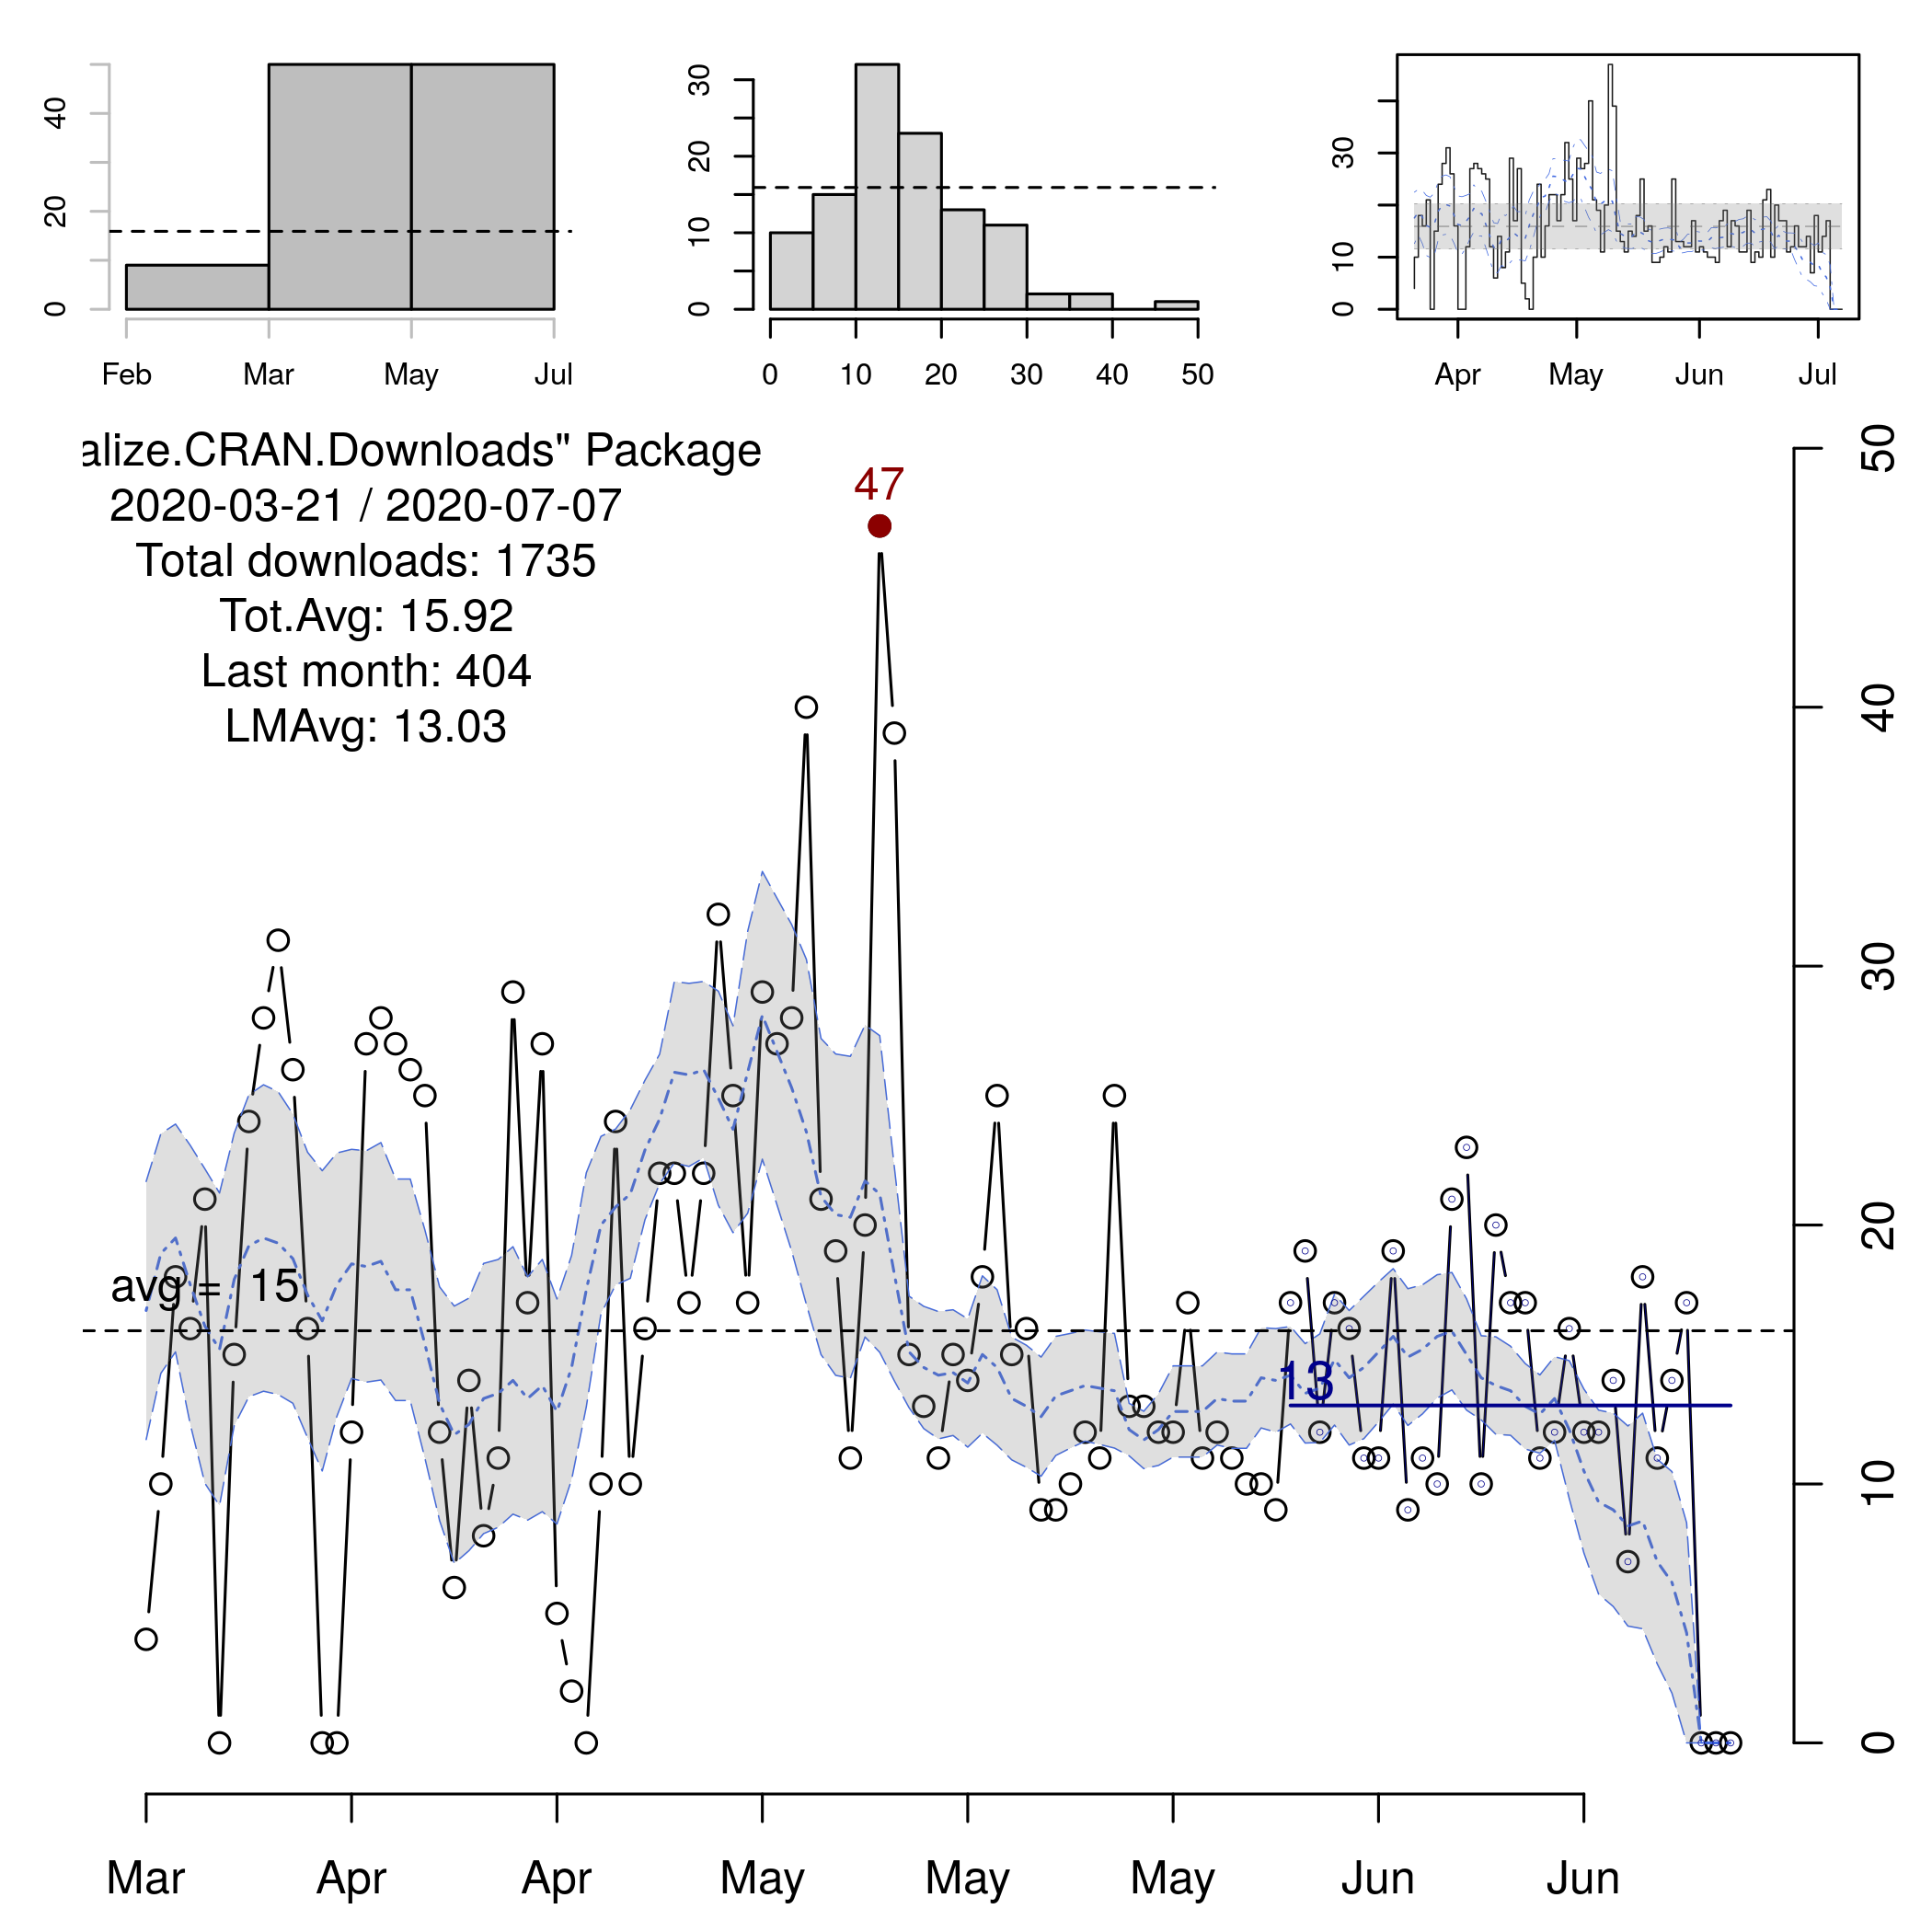 40
20
0
Feb Mar May Jul
30
20
10
0
0 10 20 30 40 50
30
10
0
Apr May Jun Jul
alize.CRAN.Downloads" Package
2020-03-21 / 2020-07-07
Total downloads: 1735
Tot.Avg: 15.92
Last month: 404
LMAvg: 13.03
47
avg = 15
13
50
40
30
20
10
0
Mar Apr Apr May May May Jun Jun